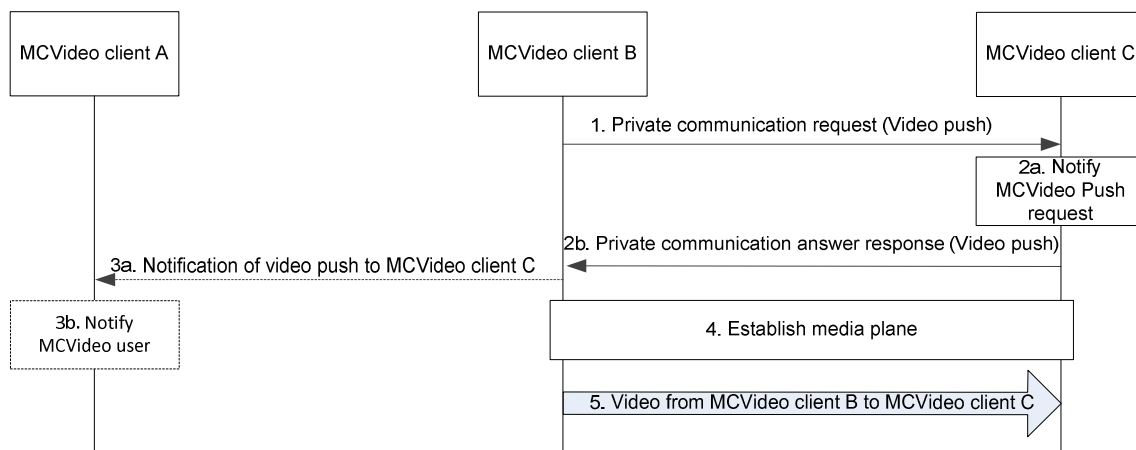 MCVideo client A
MCVideo client B
MCVideo client C
1. Private communication request (Video push)
2a. Notify
MCVideo Push
request
2b. Private communication answer response (Video push)
3a. Notification of video push to MCVideo client C
3b. Notify
MCVideo user
4. Establish media plane
5. Video from MCVideo client B to MCVideo client C